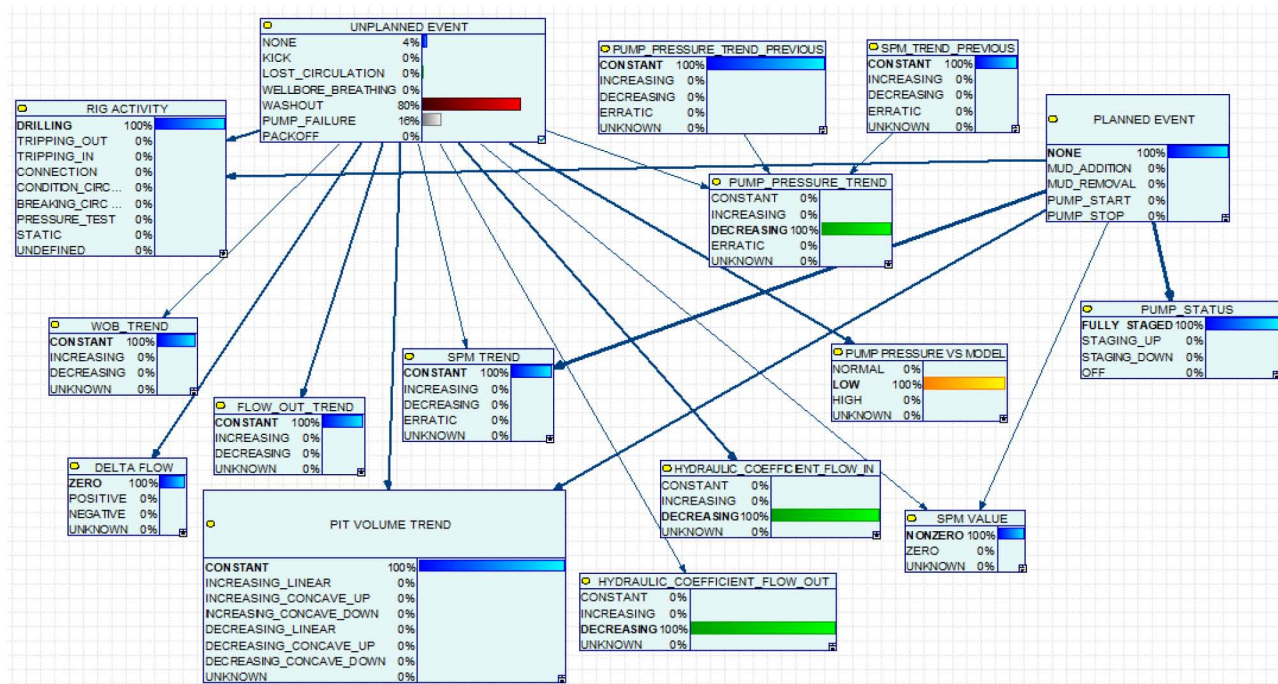 UNPLANNED EVENT
NONE 4%
KICK 0%
LOST_CIRCULATION 0%
WELLBORE_BREATHING 0%
WASHOUT 80%
PUMP_FAILURE 16%
PACKOFF 0%
PUMP_PRESSURE_TREND_PREVIOUS
CONSTANT 100%
INCREASING 0%
DECREASING 0%
ERRATIC 0%
UNKNOWN 0%
SPM_TREND_PREVIOUS
CONSTANT 100%
INCREASING 0%
DECREASING 0%
ERRATIC 0%
UNKNOWN 0%
RIG ACTIVITY
DRILLING 100%
TRIPPING_OUT 0%
TRIPPING_IN 0%
CONNECTION 0%
CONDITION_CIRC ... 0%
BREAKING_CIRC ... 0%
PRESSURE_TEST 0%
STATIC 0%
UNDEFINED 0%
PLANNED EVENT
NONE 100%
MUD_ADDITION 0%
MUD_REMOVAL 0%
PUMP_START 0%
PUMP_STOP 0%
PUMP_PRESSURE_TREND
CONSTANT 0%
INCREASING 0%
DECREASING 100%
ERRATIC 0%
UNKNOWN 0%
PUMP_STATUS
FULLY STAGED 100%
STAGING_UP 0%
STAGING_DOWN 0%
OFF 0%
WOB_TREND
CONSTANT 100%
INCREASING 0%
DECREASING 0%
UNKNOWN 0%
SPM TREND
CONSTANT 100%
INCREASING 0%
DECREASING 0%
ERRATIC 0%
UNKNOWN 0%
PUMP PRESSURE VS MODEL
NORMAL 0%
LOW 100%
HIGH 0%
UNKNOWN 0%
FLOW_OUT_TREND
CONSTANT 100%
INCREASING 0%
DECREASING 0%
UNKNOWN 0%
DELTA FLOW
ZERO 100%
POSITIVE 0%
NEGATIVE 0%
UNKNOWN 0%
HYDRAULIC_COEFFICIENT_FLOW_IN
CONSTANT 0%
INCREASING 0%
DECREASING 100%
UNKNOWN 0%
PIT VOLUME TREND
CONSTANT 100%
INCREASING_LINEAR 0%
INCREASING_CONCAVE_UP 0%
INCREASING_CONCAVE_DOWN 0%
DECREASING_LINEAR 0%
DECREASING_CONCAVE_UP 0%
DECREASING_CONCAVE_DOWN 0%
UNKNOWN 0%
SPM VALUE
NONZERO 100%
ZERO 0%
UNKNOWN 0%
HYDRAULIC_COEFFICIENT_FLOW_OUT
CONSTANT 0%
INCREASING 0%
DECREASING 100%
UNKNOWN 0%